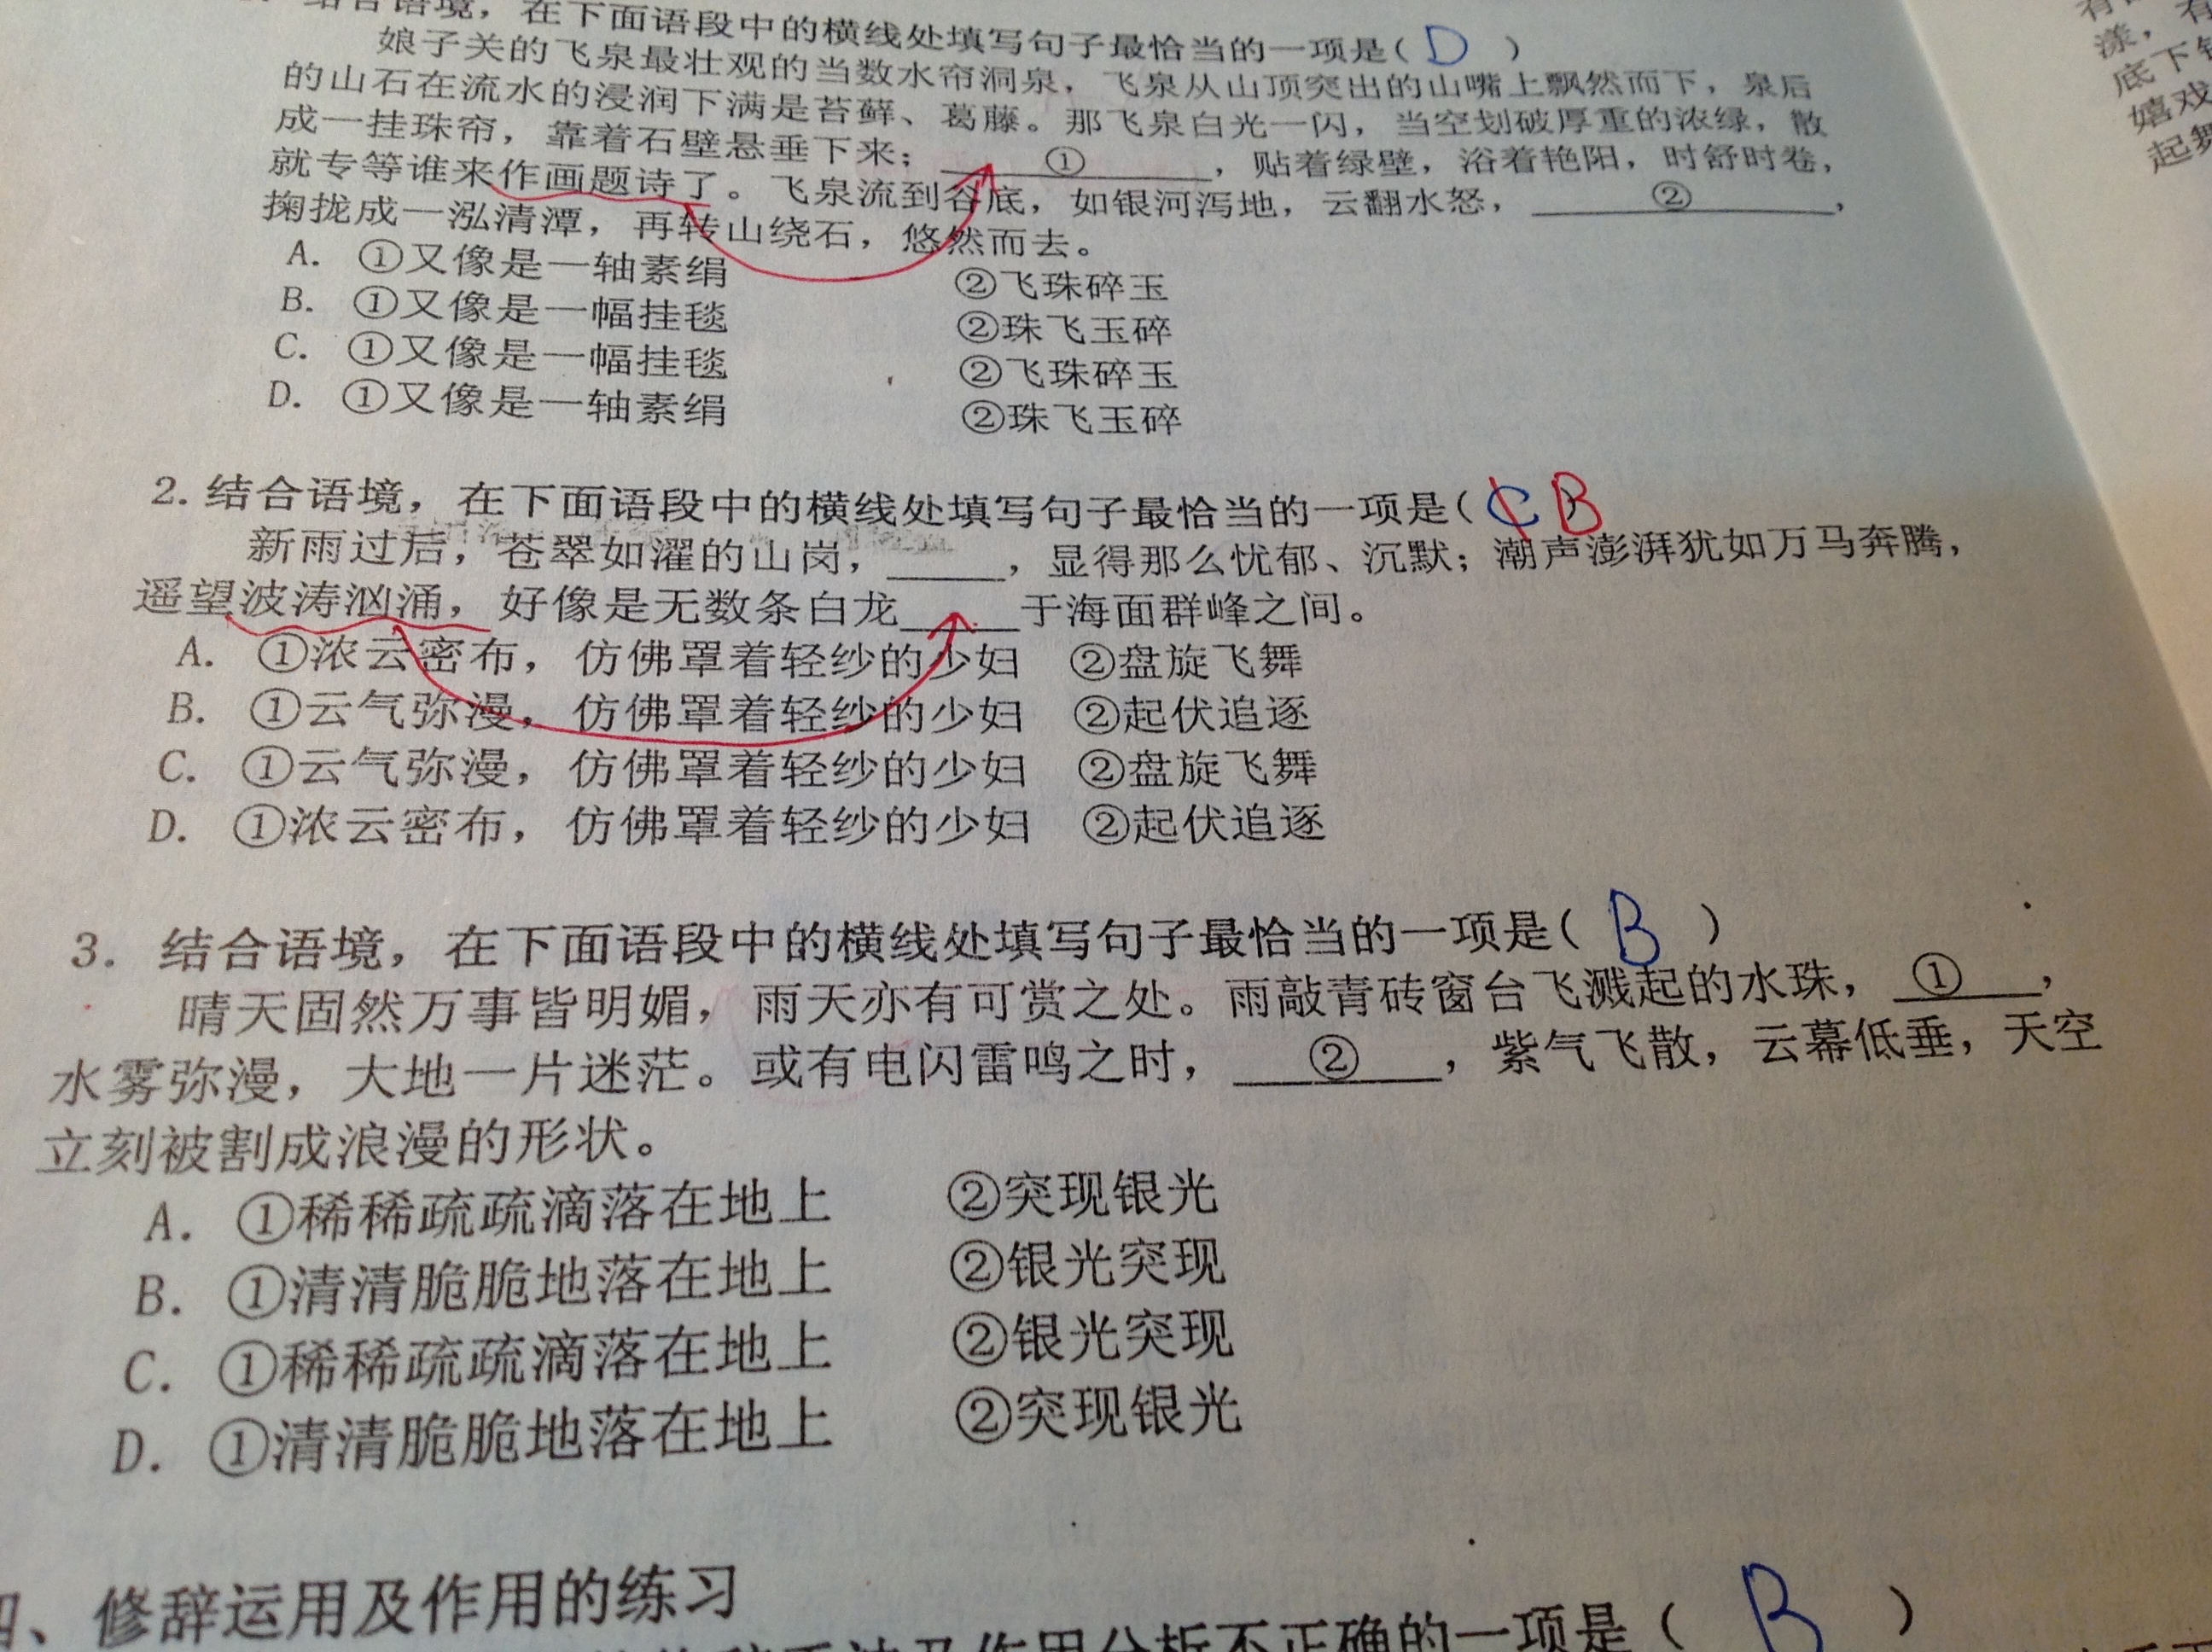 结合语境，在下面语段中的横线处填写句子最恰当的一项是（ D ）
娘子关的飞泉最壮观的当数水帘洞泉，飞泉从山顶突出的山嘴上飘然而下，泉后
的山石在流水的浸润下满是苔藓、葛藤。那飞泉白光一闪，当空划破厚重的浓绿，散
成一挂珠帘，靠着石壁悬垂下来；①，贴着绿壁，浴着艳阳，时舒时卷，
就专等谁来作画题诗了。飞泉流到谷底，如银河泻地，云翻水怒，②，
掬拢成一泓清潭，再转山绕石，悠然而去。
A. ①又像是一轴素绢 ②飞珠碎玉
B. ①又像是一幅挂毯 ②珠飞玉碎
C. ①又像是一幅挂毯 ②飞珠碎玉
D. ①又像是一轴素绢 ②珠飞玉碎
2. 结合语境，在下面语段中的横线处填写句子最恰当的一项是（ C B
新雨过后，苍翠如濯的山岗，_____，显得那么忧郁、沉默；潮声澎湃犹如万马奔腾，
遥望波涛汹涌，好像是无数条白龙_____于海面群峰之间。
A. ①浓云密布，仿佛罩着轻纱的少妇 ②盘旋飞舞
B. ①云气弥漫，仿佛罩着轻纱的少妇 ②起伏追逐
C. ①云气弥漫，仿佛罩着轻纱的少妇 ②盘旋飞舞
D. ①浓云密布，仿佛罩着轻纱的少妇 ②起伏追逐
3. 结合语境，在下面语段中的横线处填写句子最恰当的一项是（ B ）
晴天固然万事皆明媚，雨天亦有可赏之处。雨敲青砖窗台飞溅起的水珠，①，
水雾弥漫，大地一片迷茫。或有电闪雷鸣之时，②，紫气飞散，云幕低垂，天空
立刻被割成浪漫的形状。
A. ①稀稀疏疏滴落在地上 ②突现银光
B. ①清清脆脆地落在地上 ②银光突现
C. ①稀稀疏疏滴落在地上 ②银光突现
D. ①清清脆脆地落在地上 ②突现银光
四、修辞运用及作用的练习
作用分析不正确的一项是（ B ）
漾，
底下
嬉戏
起舞